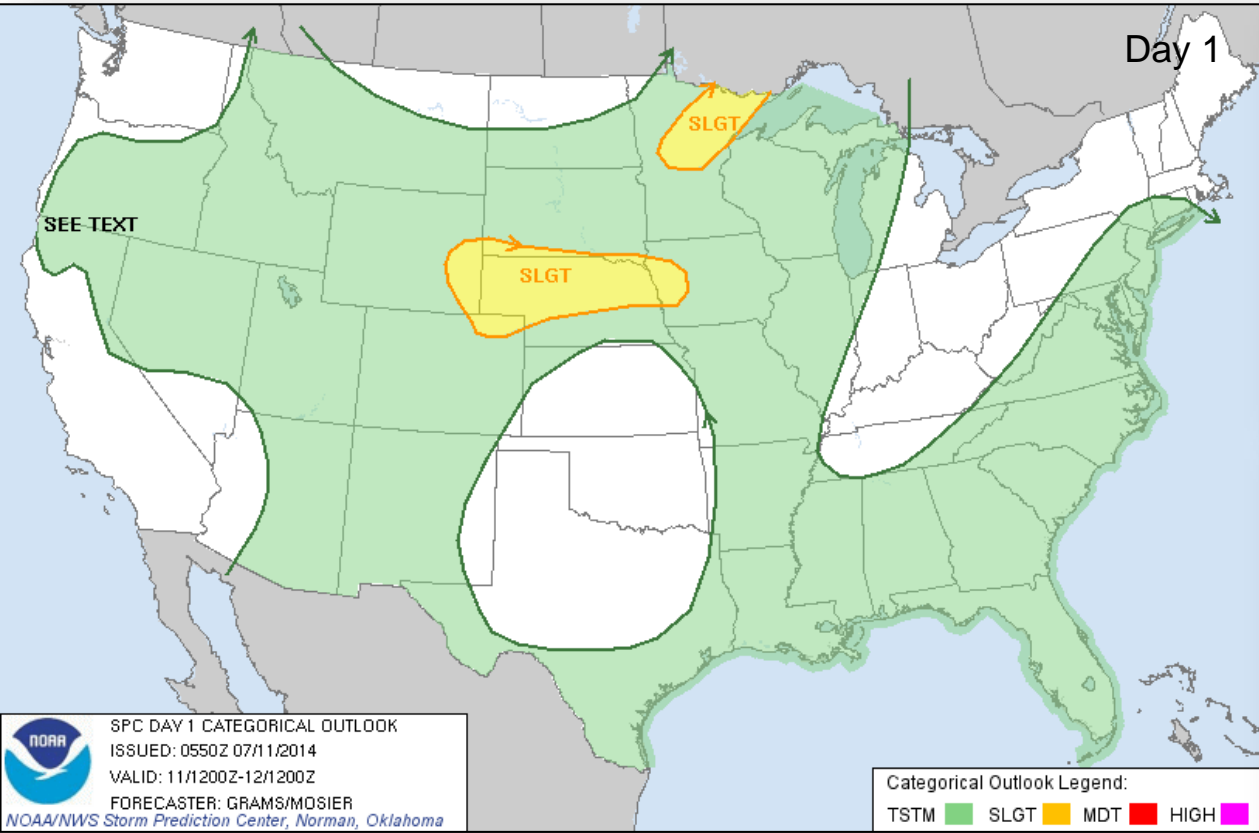 Day 1
SLGT
SEE TEXT
SLGT
NOAA
SPC DAY 1 CATEGORICAL OUTLOOK
ISSUED: 0550Z 07/11/2014
VALID: 11/1200Z-12/1200Z
FORECASTER: GRAMS/MOSIER
NOAA/NWS Storm Prediction Center, Norman, Oklahoma
Categorical Outlook Legend:
TSTM SLGT MDT HIGH